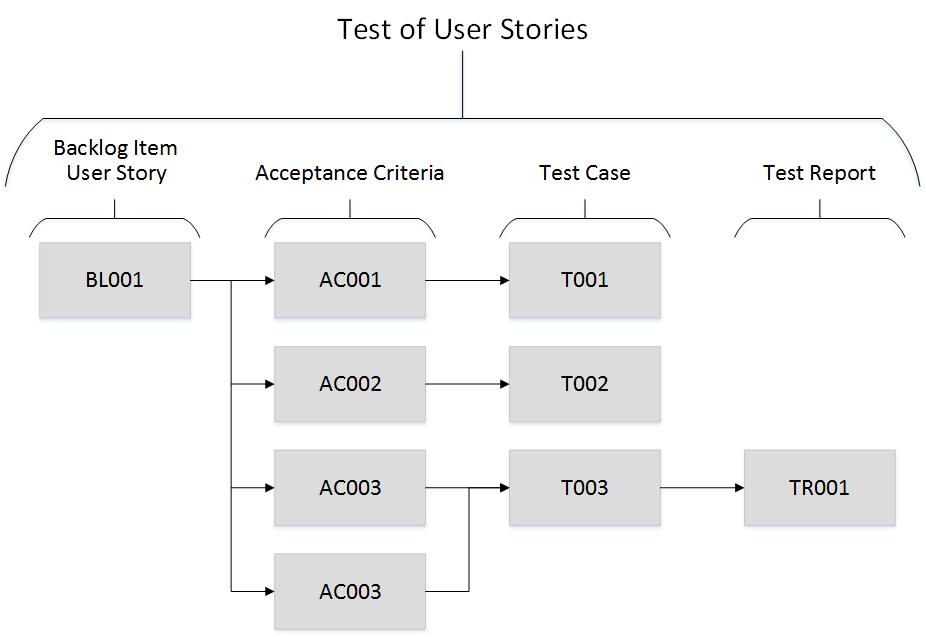 Test of User Stories
Backlog Item
User Story
Acceptance Criteria
Test Case
Test Report
BL001
AC001
T001
AC002
T002
AC003
T003
TR001
AC003